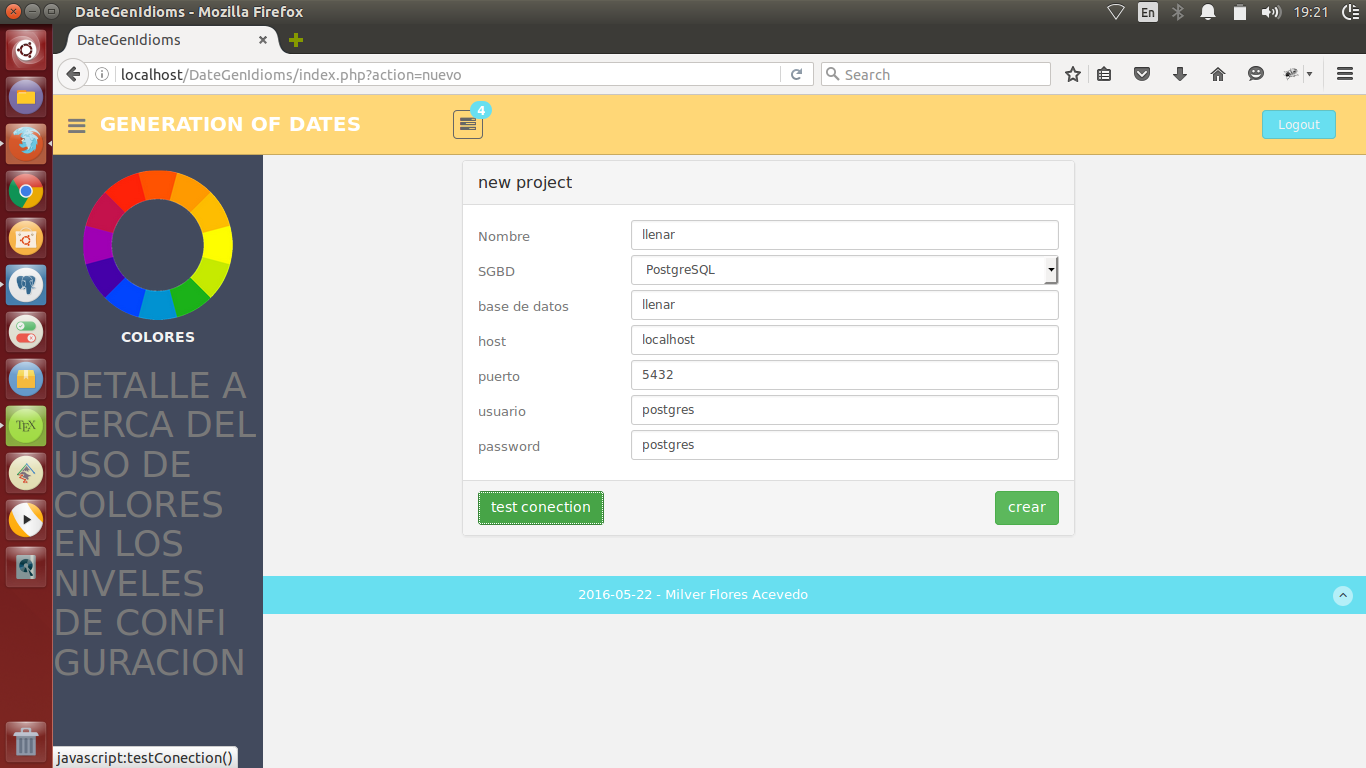 DateGenIdioms - Mozilla Firefox
En
19:21
DateGenIdioms
localhost/DateGenIdioms/index.php?action=nuevo
Search
GENERATION OF DATES
4
Logout
COLORES
DETALLE A
CERCA DEL
USO DE
COLORES
EN LOS
NIVELES
DE CONFI
GURACION
new project
Nombre
llenar
SGBD
PostgreSQL
base de datos
llenar
host
localhost
puerto
5432
usuario
postgres
password
postgres
test conection
crear
2016-05-22 - Milver Flores Acevedo
TEX
javascript:testConection()